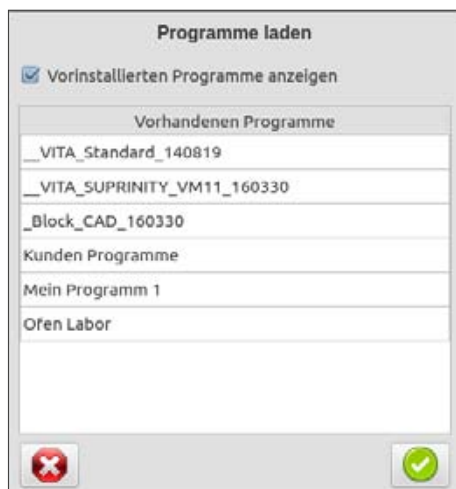 Programme laden
Vorinstallierten Programme anzeigen
Vorhandenen Programme
__VITA_Standard_140819
__VITA_SUPRINITY_VM11_160330
_Block_CAD_160330
Kunden Programme
Mein Programm 1
Ofen Labor